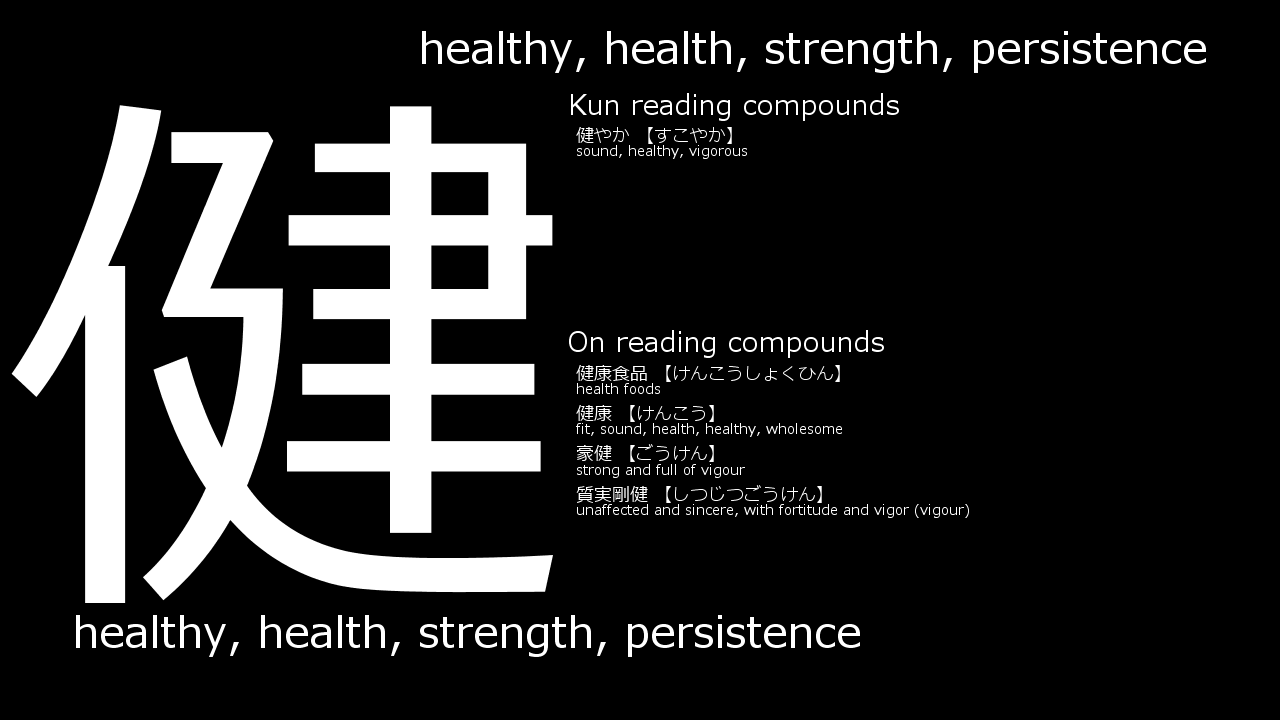 healthy, health, strength, persistence
健
Kun reading compounds
健やか 【すこやか】
sound, healthy, vigorous
On reading compounds
健康食品 【けんこうしょくひん】
health foods
健康 【けんこう】
fit, sound, health, healthy, wholesome
豪健 【ごうけん】
strong and full of vigour
質実剛健 【しつじつごうけん】
unaffected and sincere, with fortitude and vigor (vigour)
healthy, health, strength, persistence